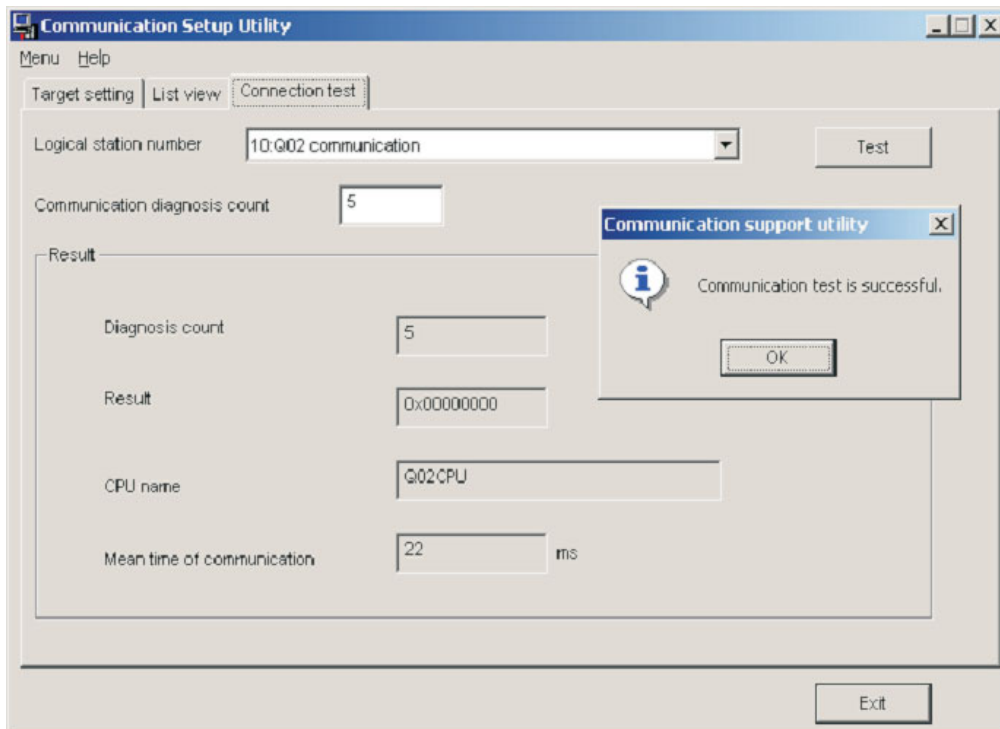 Communication Setup Utility
Menu Help
Target setting List view Connection test
Logical station number 10:Q02 communication Test
Communication diagnosis count 5
Communication support utility
Communication test is successful.
OK
Result
Diagnosis count 5
Result 0x00000000
CPU name Q02CPU
Mean time of communication 22 ms
Exit